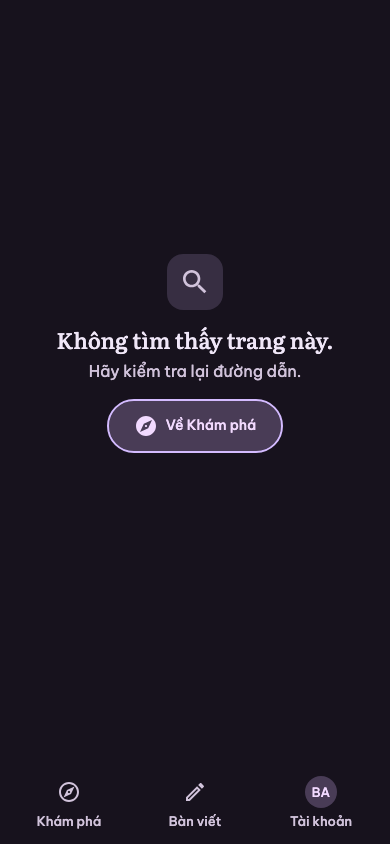 Không tìm thấy trang này.
Hãy kiểm tra lại đường dẫn.
Về Khám phá
Khám phá
Bàn viết
BA
Tài khoản